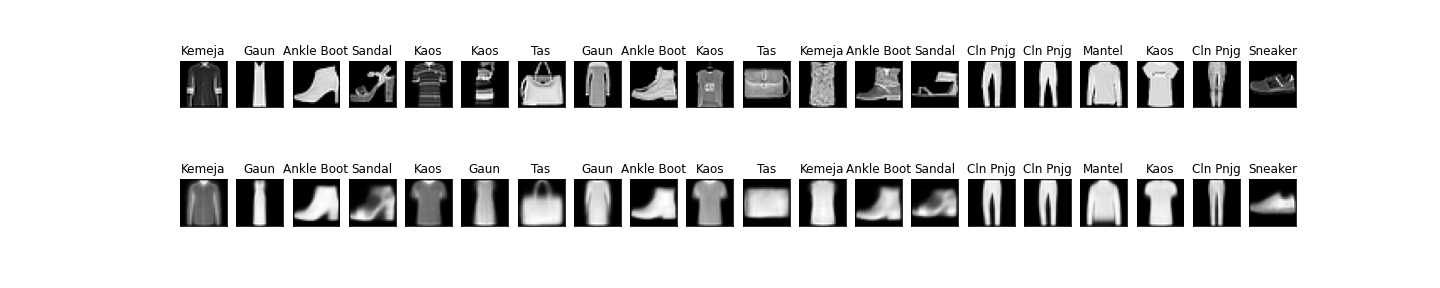 Kemeja Gaun Ankle Boot Sandal Kaos Kaos Tas Gaun Ankle Boot Kaos Tas Kemeja Ankle Boot Sandal Cln Pnjg Cln Pnjg Mantel Kaos Cln Pnjg Sneaker
Kemeja Gaun Ankle Boot Sandal Kaos Gaun Tas Gaun Ankle Boot Kaos Tas Kemeja Ankle Boot Sandal Cln Pnjg Cln Pnjg Mantel Kaos Cln Pnjg Sneaker